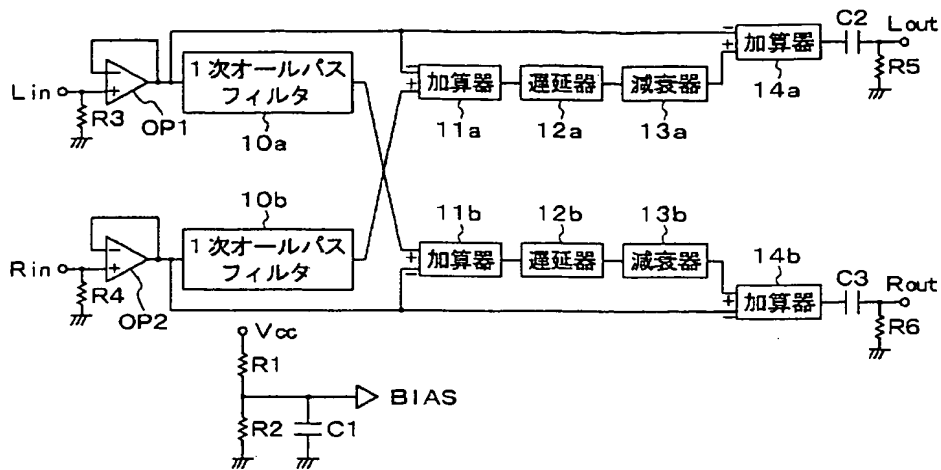 C2
Lout
加算器
R5
14a
1次オールパス
フィルタ
加算器
遅延器
減衰器
Lin
R3
OP1
10a
11a
12a
13a
10b
11b
12b
13b
1次オールパス
フィルタ
加算器
遅延器
減衰器
14b
Rin
R4
OP2
加算器
C3
Rout
R6
Vcc
R1
BIAS
R2
C1